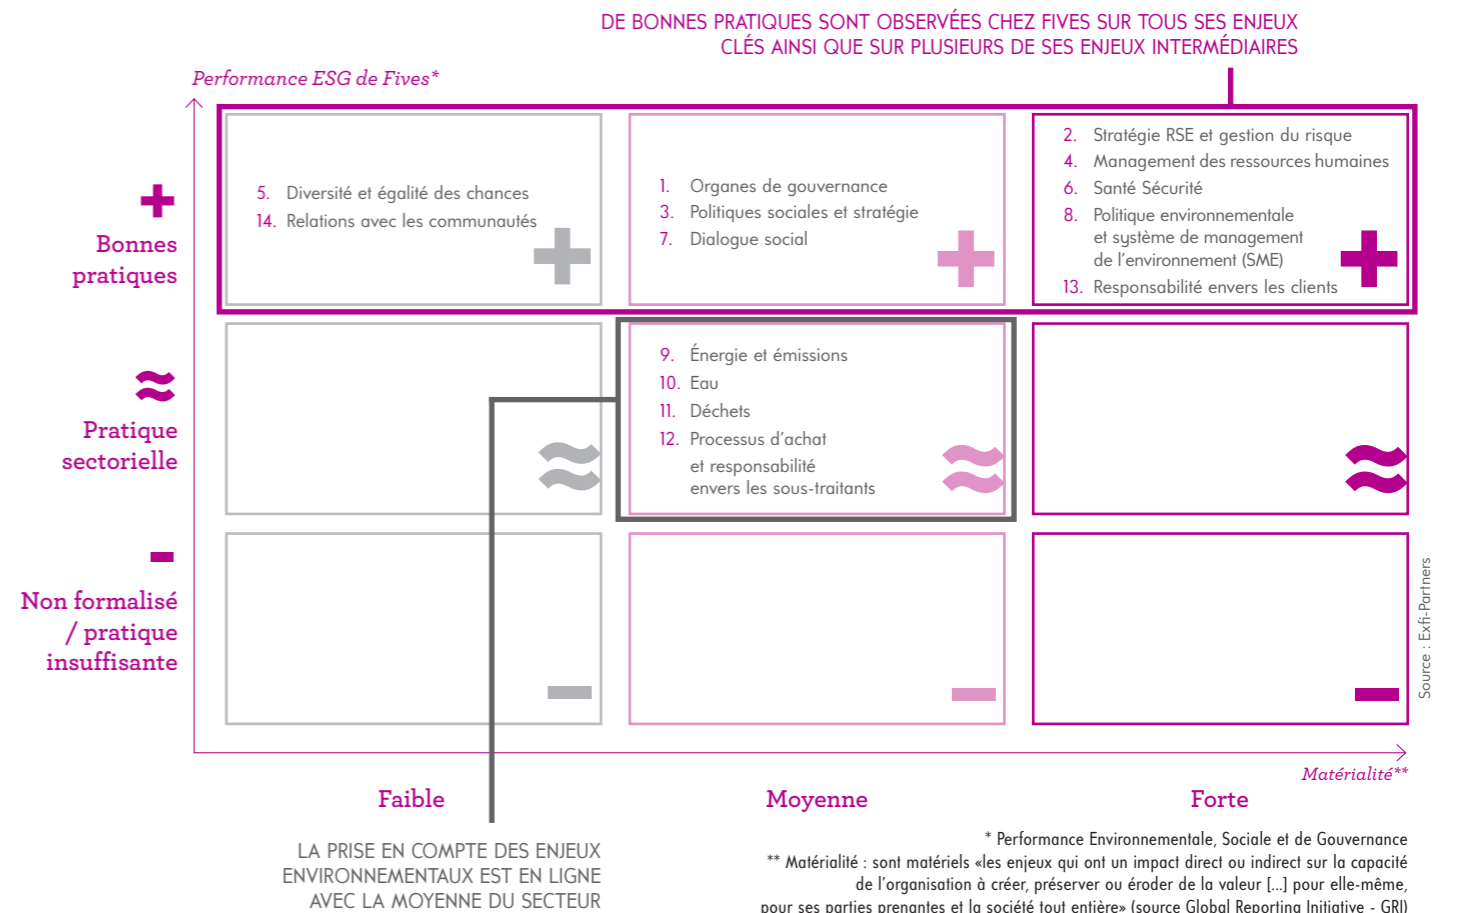 DE BONNES PRATIQUES SONT OBSERVÉES CHEZ FIVES SUR TOUS SES ENJEUX
CLÉS AINSI QUE SUR PLUSIEURS DE SES ENJEUX INTERMÉDIAIRES
Performance ESG de Fives*
Bonnes
pratiques
5. Diversité et égalité des chances
14. Relations avec les communautés
1. Organes de gouvernance
3. Politiques sociales et stratégie
7. Dialogue social
2. Stratégie RSE et gestion du risque
4. Management des ressources humaines
6. Santé Sécurité
8. Politique environnementale
et système de management
de l'environnement (SME)
13. Responsabilité envers les clients
Pratique
sectorielle
9. Énergie et émissions
10. Eau
11. Déchets
12. Processus d'achat
et responsabilité
envers les sous-traitants
Non formalisé
/ pratique
insuffisante
Source : Exfi-Partners
Matérialité**
Faible
Moyenne
Forte
LA PRISE EN COMPTE DES ENJEUX
ENVIRONNEMENTAUX EST EN LIGNE
AVEC LA MOYENNE DU SECTEUR
* Performance Environnementale, Sociale et de Gouvernance
** Matérialité : sont matériels «les enjeux qui ont un impact direct ou indirect sur la capacité
de l'organisation à créer, préserver ou éroder de la valeur [...] pour elle-même,
pour ses parties prenantes et la société tout entière» (source Global Reporting Initiative - GRI)